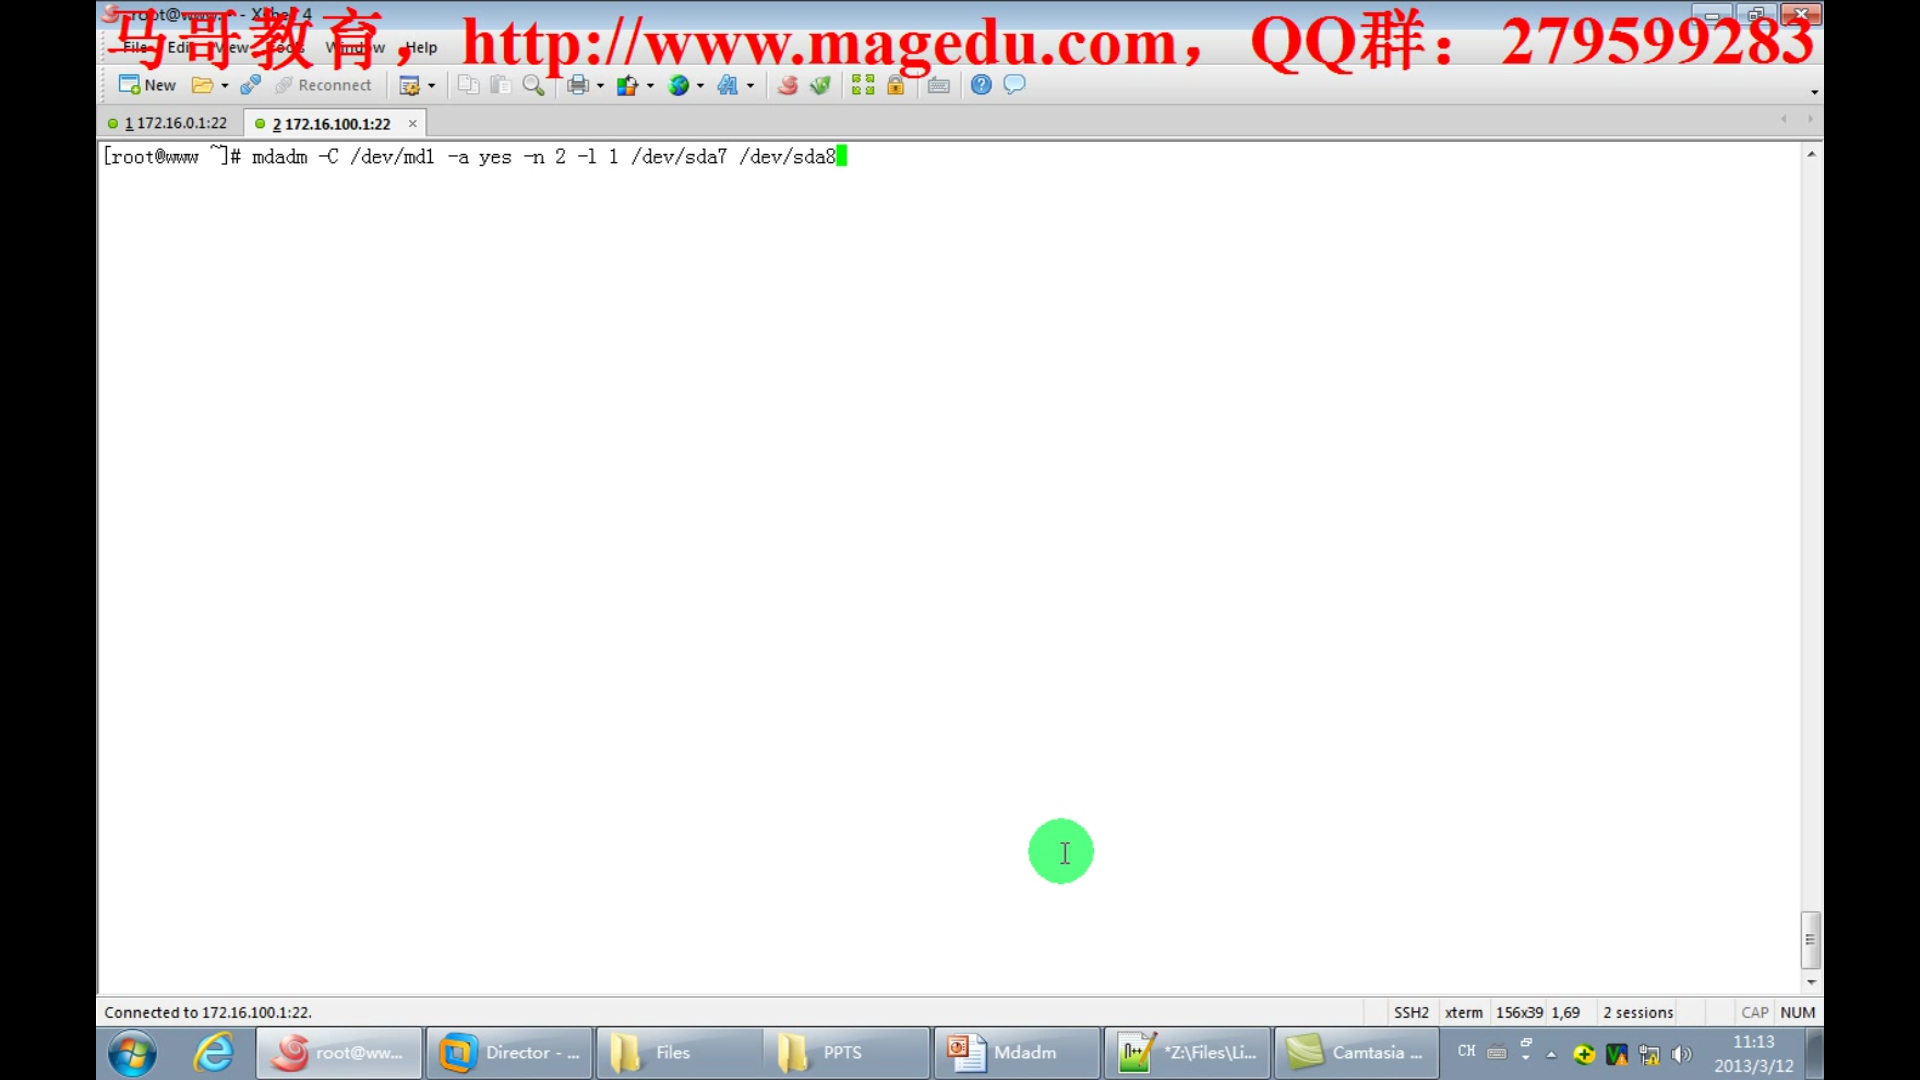 root@www:~ - Xshell 4
马哥教育，http://www.magedu.com，QQ群：279599283
File Edit View Tools Window Help
New Reconnect
1 172.16.0.1:22 2 172.16.100.1:22
[root@www ~]# mdadm -C /dev/md1 -a yes -n 2 -l 1 /dev/sda7 /dev/sda8
Connected to 172.16.100.1:22. SSH2 xterm 156x39 1,69 2 sessions CAP NUM
root@ww... Director - ... Files PPTS Mdadm *Z:\Files\Li... Camtasia ... CH 11:13
2013/3/12